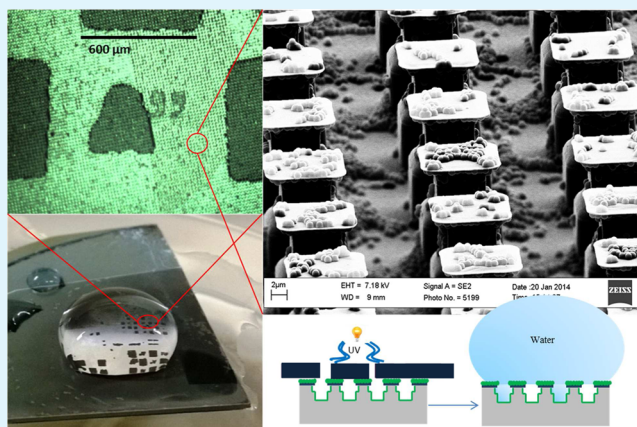 600 µm
99
2µm
EHT = 7.18 kV
WD = 9 mm
Signal A = SE2
Photo No. = 5199
Date :20 Jan 2014
ZEISS
UV
Water